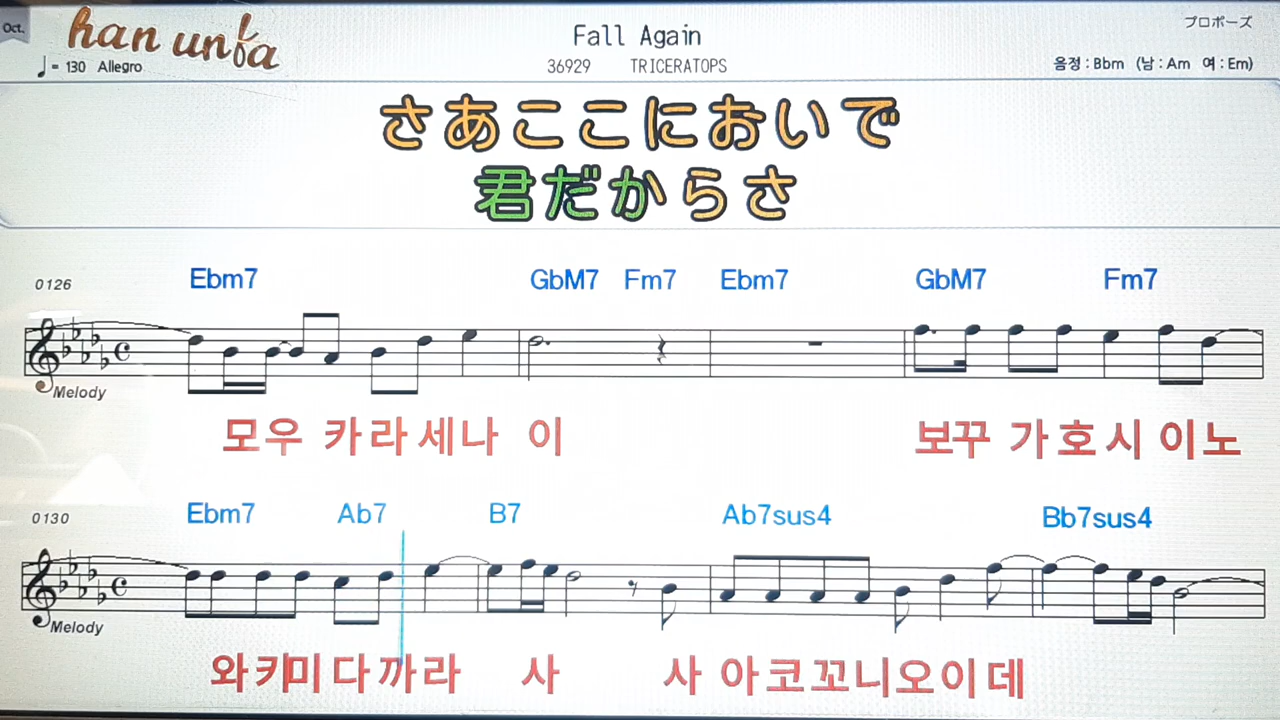 Oct.
han un fa
プロポーズ
Fall Again
♩= 130 Allegro
36929 TRICERATOPS
음정 : Bbm (남 : Am 여 : Em)
さあここにおいで
君だからさ
0126
Ebm7 GbM7 Fm7 Ebm7 GbM7 Fm7
Melody
모우 카라세나 이 보꾸 가호시 이노
0130
Ebm7 Ab7 B7 Ab7sus4 Bb7sus4
Melody
와키미다까라 사 사 아코꼬니오이데